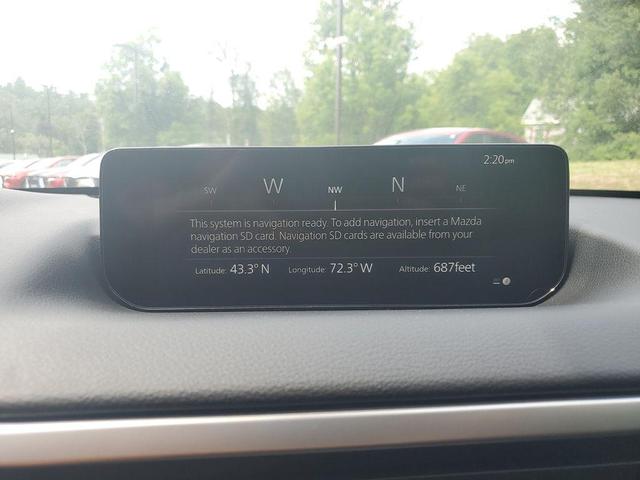 2:20pm
SW W NW N NE
This system is navigation ready. To add navigation, insert a Mazda
navigation SD card. Navigation SD cards are available from your
dealer as an accessory.
Latitude: 43.3° N Longitude: 72.3° W Altitude: 687feet